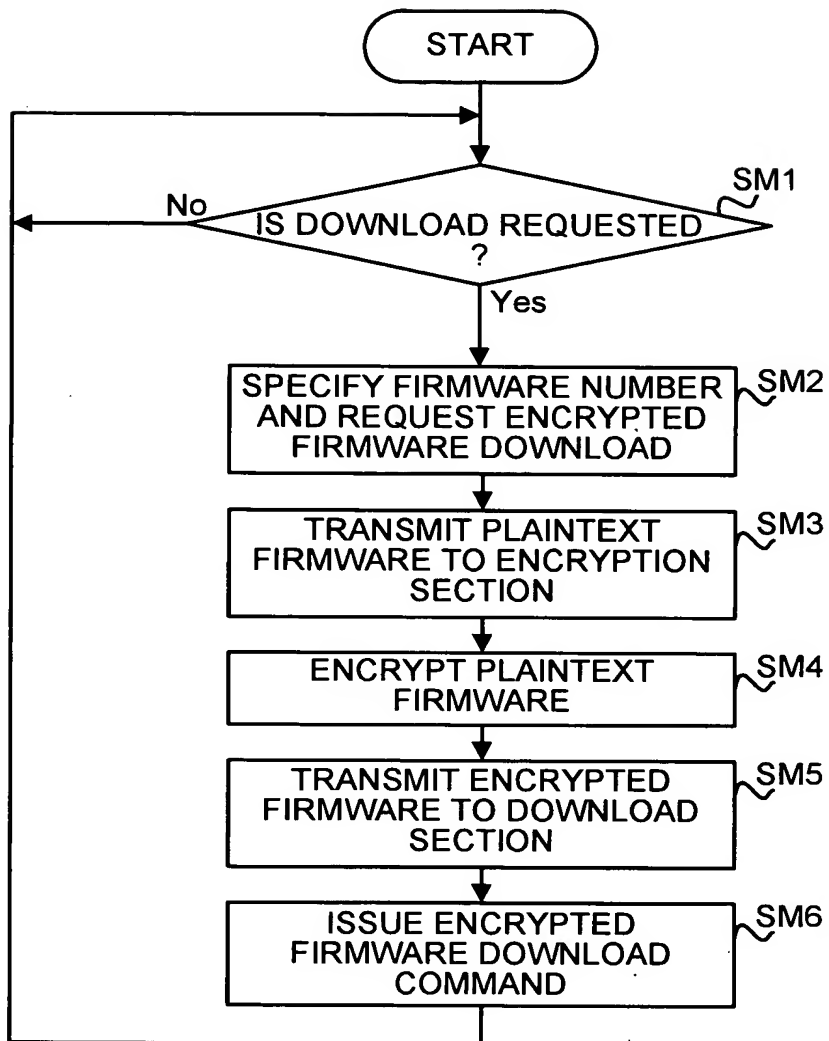 START
SM1
No
IS DOWNLOAD REQUESTED
?
Yes
SM2
SPECIFY FIRMWARE NUMBER
AND REQUEST ENCRYPTED
FIRMWARE DOWNLOAD
SM3
TRANSMIT PLAINTEXT
FIRMWARE TO ENCRYPTION
SECTION
SM4
ENCRYPT PLAINTEXT
FIRMWARE
SM5
TRANSMIT ENCRYPTED
FIRMWARE TO DOWNLOAD
SECTION
SM6
ISSUE ENCRYPTED
FIRMWARE DOWNLOAD
COMMAND